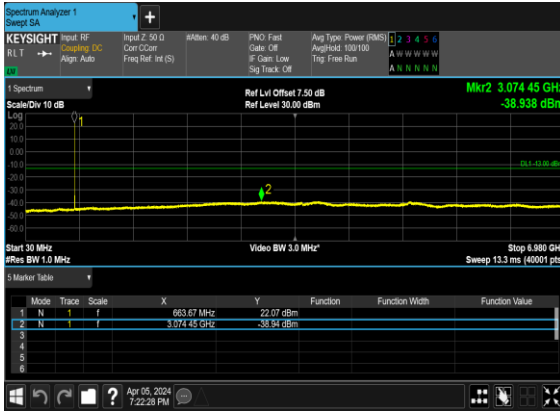 Spectrum Analyzer 1
Swept SA
+
KEYSIGHT Input: RF Input Z: 50 Ω #Atten: 40 dB PNO: Fast Avg Type: Power (RMS) 1 2 3 4 5 6
RLT Coupling: DC Corr CCorr Gate: Off Avg|Hold: 100/100 A W W W W W
Align: Auto Freq Ref: Int (S) IF Gain: Low Trig: Free Run
Sig Track: Off A N N N N N
1 Spectrum
Ref Lvl Offset 7.50 dB Mkr2 3.074 45 GHz
Scale/Div 10 dB Ref Level 30.00 dBm -38.938 dBm
Log
20.0
10.0
0.00
-10.0
-20.0
-30.0
-40.0
-50.0
-60.0
1
DL1 -13.00 dBm
2
Start 30 MHz Video BW 3.0 MHz* Stop 6.980 GH
#Res BW 1.0 MHz Sweep 13.3 ms (40001 pts
5 Marker Table
Mode Trace Scale X Y Function Function Width Function Value
1 N 1 f 663.67 MHz 22.07 dBm
2 N 1 f 3.074 45 GHz -38.94 dBm
3
4
5
6
? Apr 05, 2024
7:22:28 PM